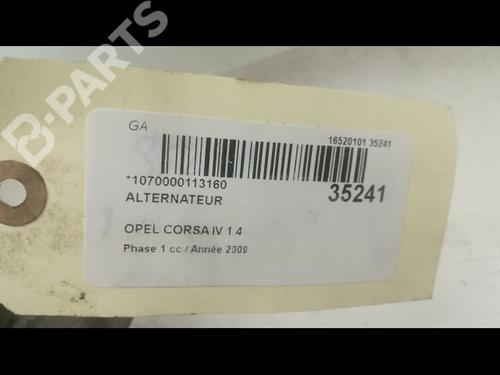 B-PARTS
GA
16520101 35241
*1070000113160
35241
ALTERNATEUR
OPEL CORSA IV 1 4
Phase 1 cc / Année 2009